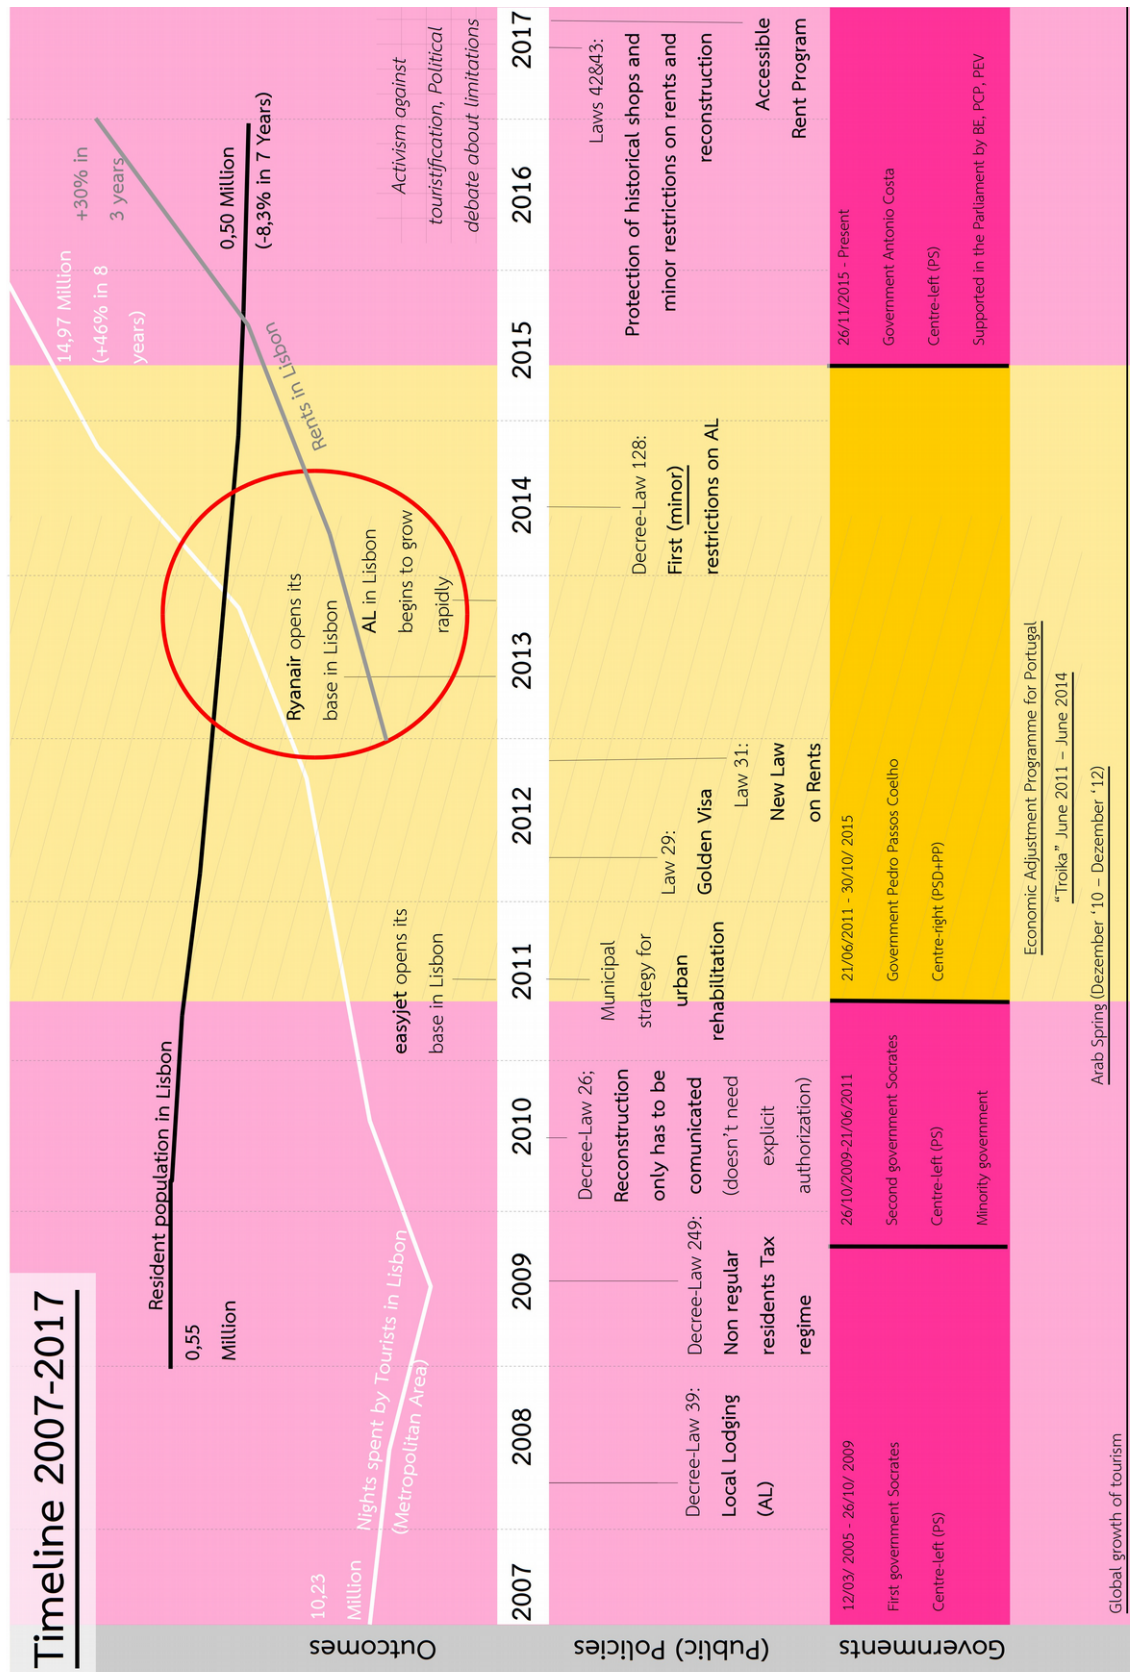 Timeline 2007-2017
Outcomes
Resident population in Lisbon
0,55
Million
10,23
Million
Nights spent by Tourists in Lisbon
(Metropolitan Area)
easyjet opens its
base in Lisbon
Ryanair opens its
base in Lisbon
AL in Lisbon
begins to grow
rapidly
Rents in Lisbon
14,97 Million
(+46% in 8
years)
+30% in
3 years
0,50 Million
(-8,3% in 7 Years)
Activism against
touristification, Political
debate about limitations
2007
2008
2009
2010
2011
2012
2013
2014
2015
2016
2017
(Public) Policies
Decree-Law 39:
Local Lodging
(AL)
Decree-Law 249:
Non regular
residents Tax
regime
Decree-Law 26;
Reconstruction
only has to be
comunicated
(doesn't need
explicit
authorization)
Municipal
strategy for
urban
rehabilitation
Law 29:
Golden Visa
Law 31:
New Law
on Rents
Decree-Law 128:
First (minor)
restrictions on AL
Laws 42&43:
Protection of historical shops and
minor restrictions on rents and
reconstruction
Accessible
Rent Program
Governments
12/03/ 2005 - 26/10/ 2009
First government Socrates
Centre-left (PS)
26/10/2009-21/06/2011
Second government Socrates
Centre-left (PS)
Minority government
21/06/2011 - 30/10/ 2015
Government Pedro Passos Coelho
Centre-right (PSD+PP)
26/11/2015 - Present
Government Antonio Costa
Centre-left (PS)
Supported in the Parliament by BE, PCP, PEV
Economic Adjustment Programme for Portugal
"Troika" June 2011 – June 2014
Arab Spring (Dezember '10 – Dezember '12)
Global growth of tourism